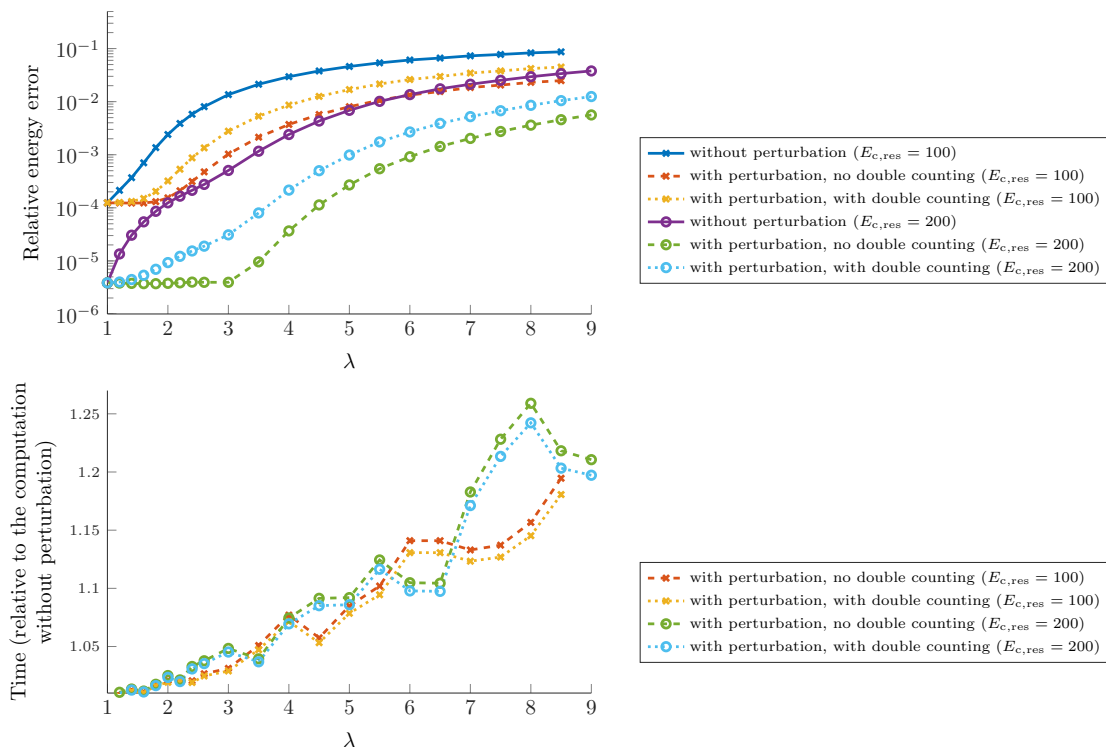 10⁻¹
10⁻²
10⁻³
10⁻⁴
10⁻⁵
10⁻⁶
Relative energy error
1 2 3 4 5 6 7 8 9
λ
without perturbation (E_c,res = 100)
with perturbation, no double counting (E_c,res = 100)
with perturbation, with double counting (E_c,res = 100)
without perturbation (E_c,res = 200)
with perturbation, no double counting (E_c,res = 200)
with perturbation, with double counting (E_c,res = 200)
1.25
1.2
1.15
1.1
1.05
Time (relative to the computation
without perturbation)
1 2 3 4 5 6 7 8 9
λ
with perturbation, no double counting (E_c,res = 100)
with perturbation, with double counting (E_c,res = 100)
with perturbation, no double counting (E_c,res = 200)
with perturbation, with double counting (E_c,res = 200)